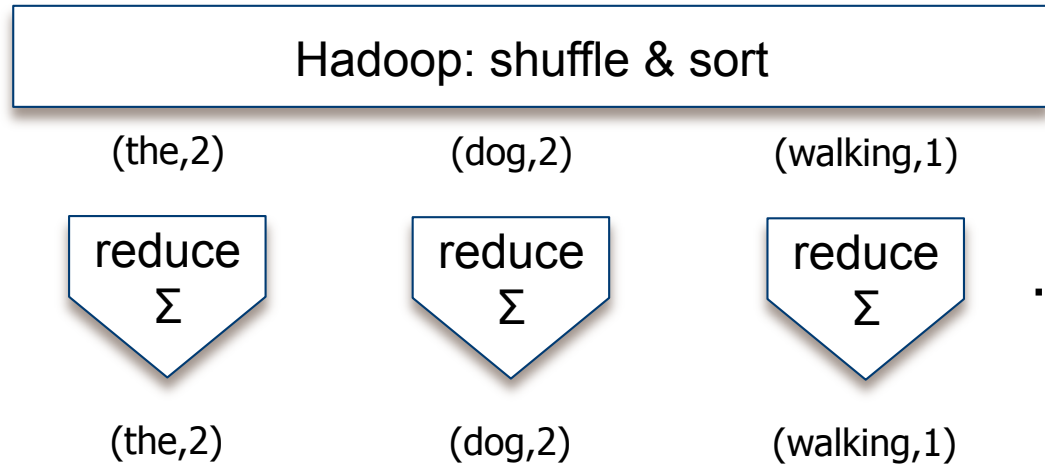 Hadoop: shuffle & sort
(the,2) (dog,2) (walking,1)
reduce reduce reduce
Σ Σ Σ .
(the,2) (dog,2) (walking,1)